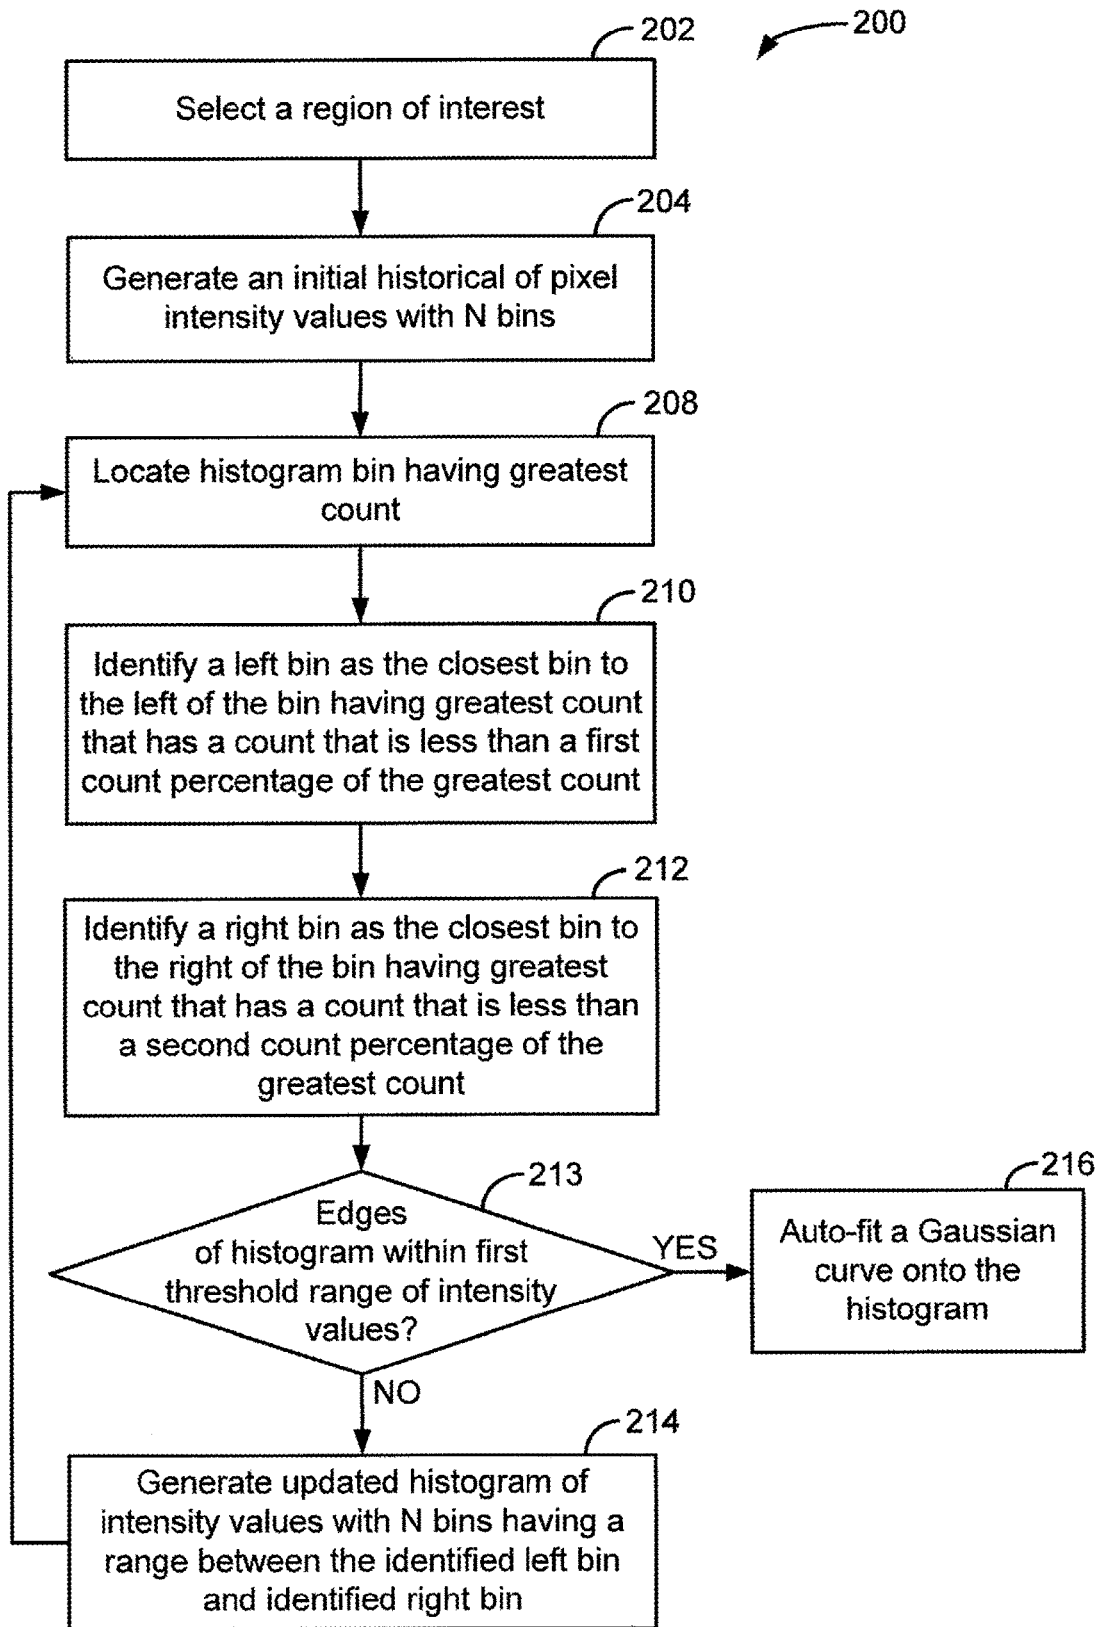 200
202
Select a region of interest
204
Generate an initial historical of pixel
intensity values with N bins
208
Locate histogram bin having greatest
count
210
Identify a left bin as the closest bin to
the left of the bin having greatest count
that has a count that is less than a first
count percentage of the greatest count
212
Identify a right bin as the closest bin to
the right of the bin having greatest
count that has a count that is less than
a second count percentage of the
greatest count
213
Edges
of histogram within first
threshold range of intensity
values?
YES
216
Auto-fit a Gaussian
curve onto the
histogram
NO
214
Generate updated histogram of
intensity values with N bins having a
range between the identified left bin
and identified right bin